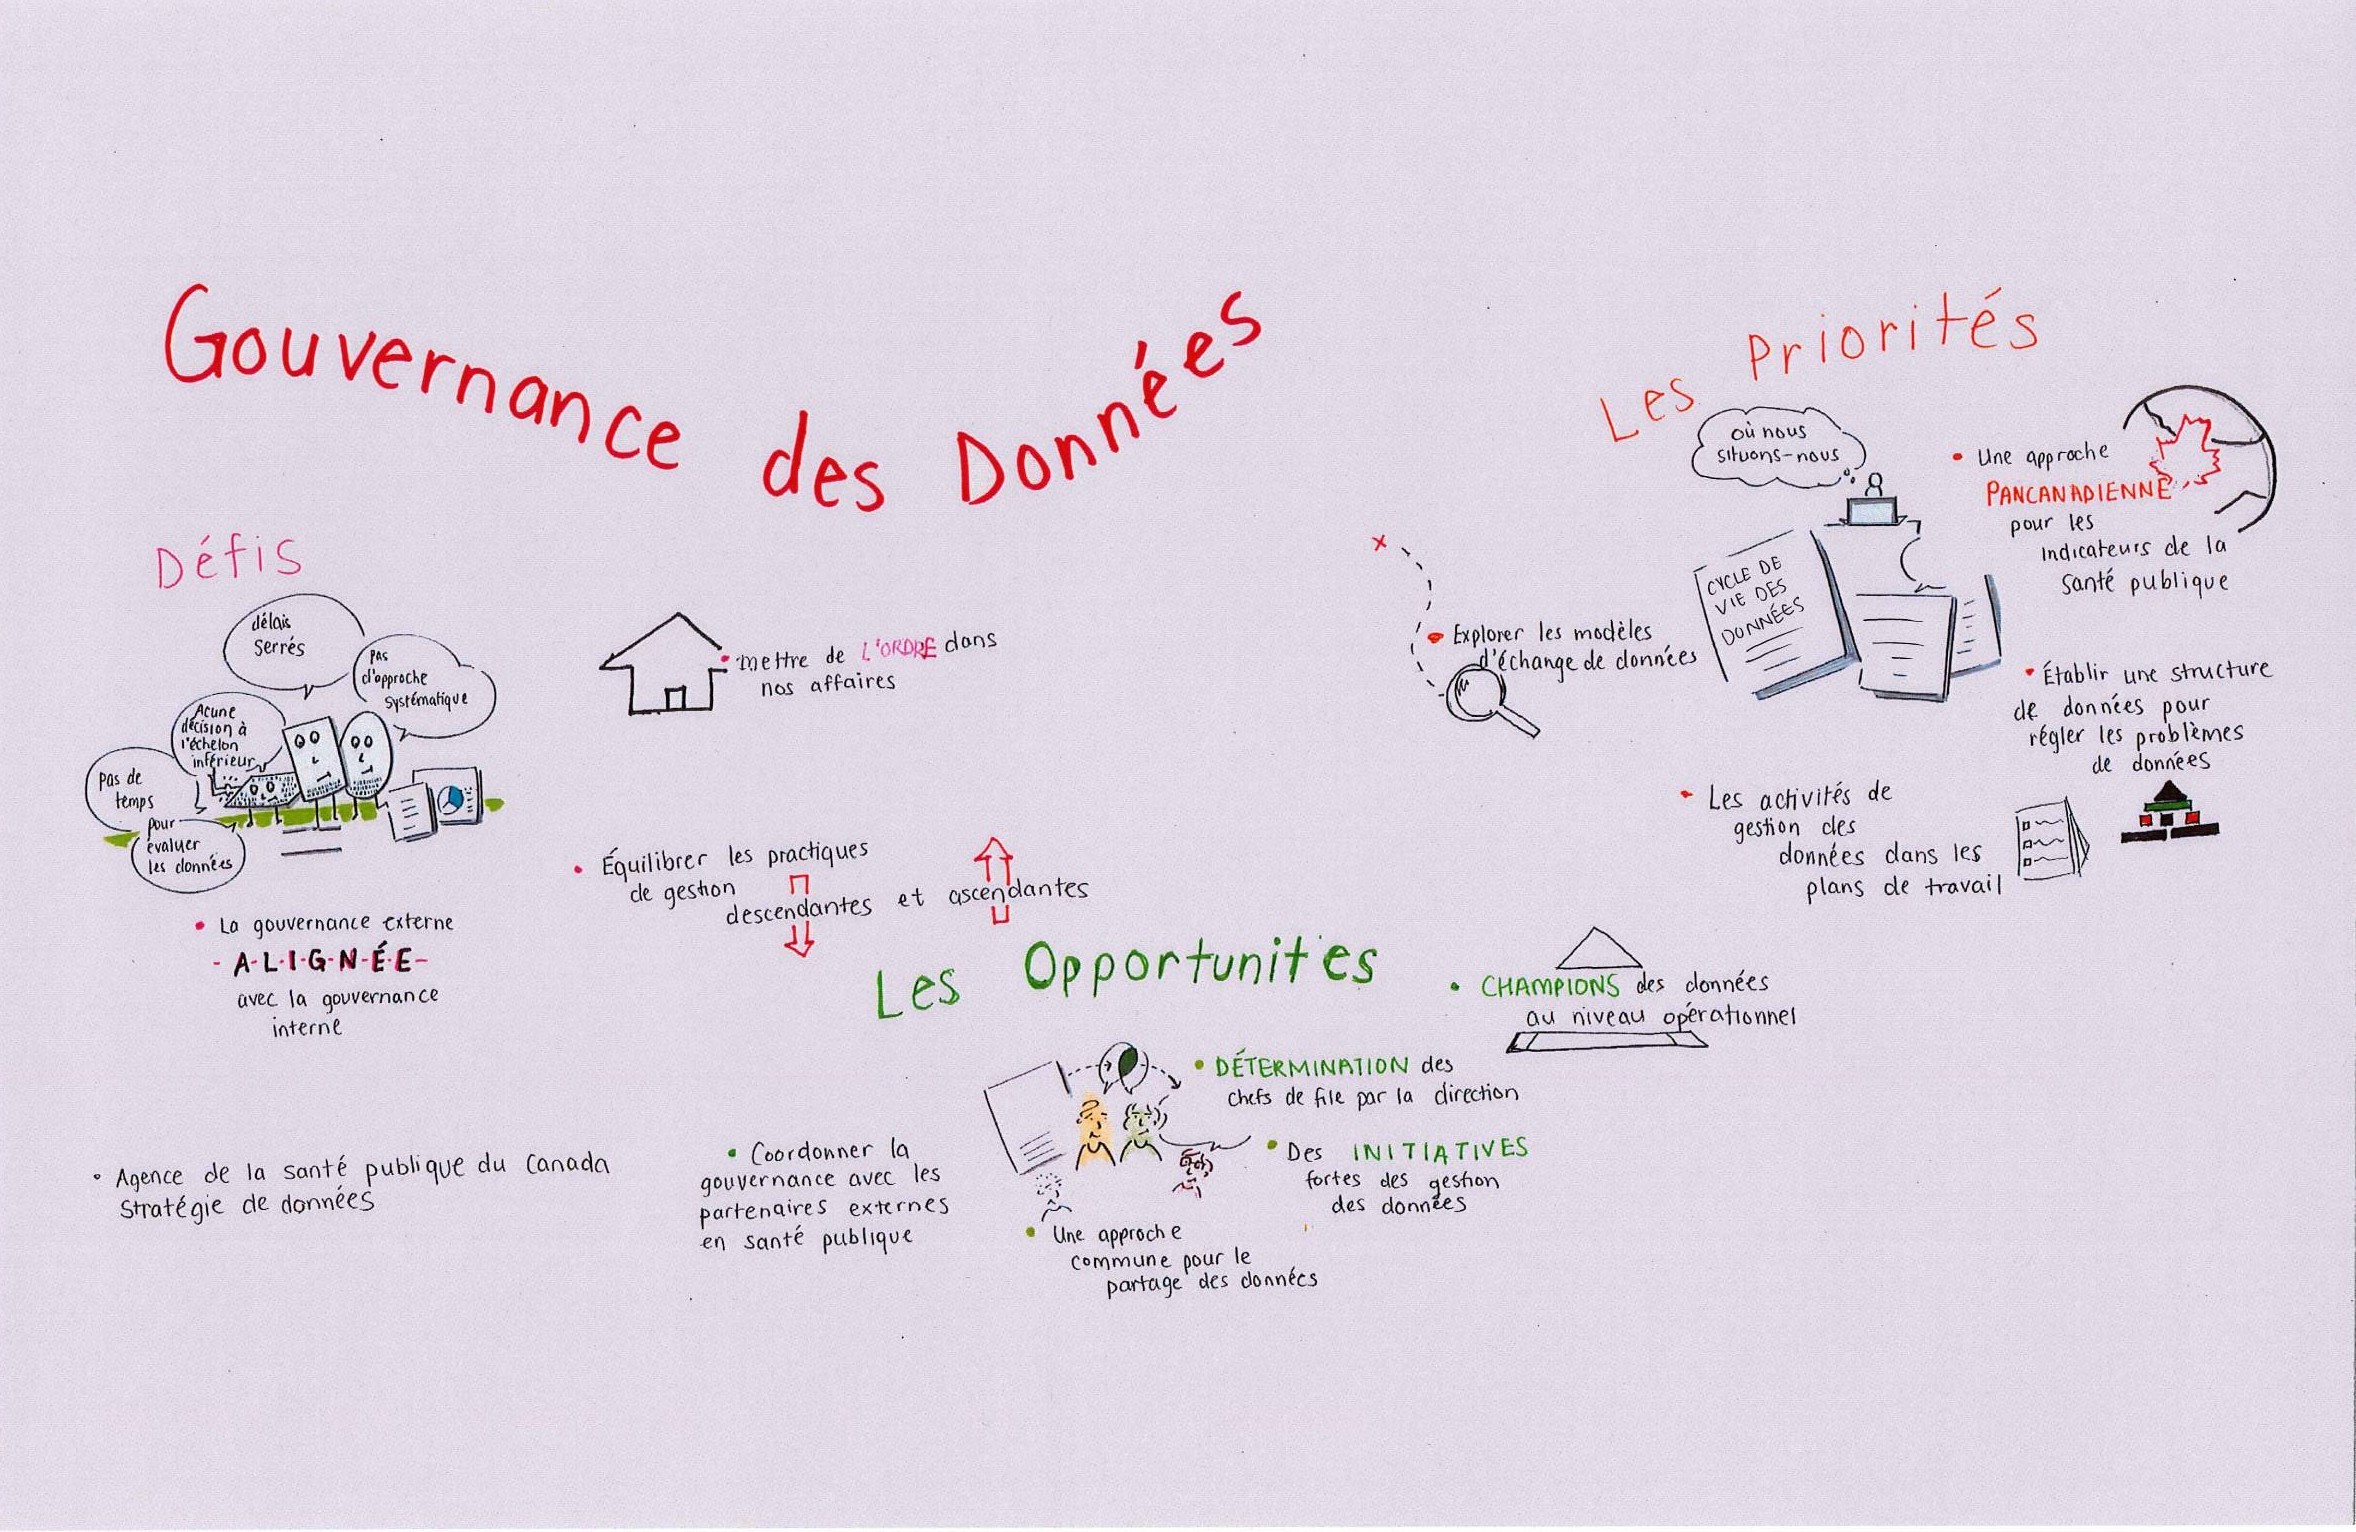 Gouvernance des Données
Défis
délais
serrés
pas
d'approche
systématique
Acune
décision à
l'échelon
inférieur
pas de
temps
pour
évaluer
les données
• La gouvernance externe
- A-L-I-G-N-É-E-
avec la gouvernance
interne
• mettre de L'ORDRE dans
nos affaires
• Équilibrer les practiques
de gestion
descendantes et ascendantes
• Agence de la santé publique du Canada
Stratégie de données
Les Opportunités
• Coordonner la
gouvernance avec les
partenaires externes
en santé publique
• DÉTERMINATION des
chefs de file par la direction
• Des INITIATIVES
fortes des gestion
des données
• Une approche
commune pour le
partage des données
• CHAMPIONS des données
au niveau opérationnel
Les Priorités
où nous
situons-nous
• Une approche
PANCANADIENNE
pour les
indicateurs de la
santé publique
x
• Explorer les modèles
d'échange de données
CYCLE DE
VIE DES
DONNÉES
• Établir une structure
de données pour
régler les problèmes
de données
• Les activités de
gestion des
données dans les
plans de travail